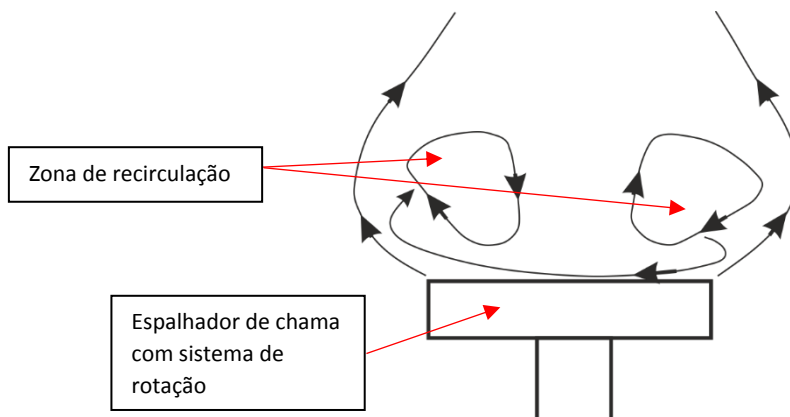 Zona de recirculação
Espalhador de chama
com sistema de
rotação